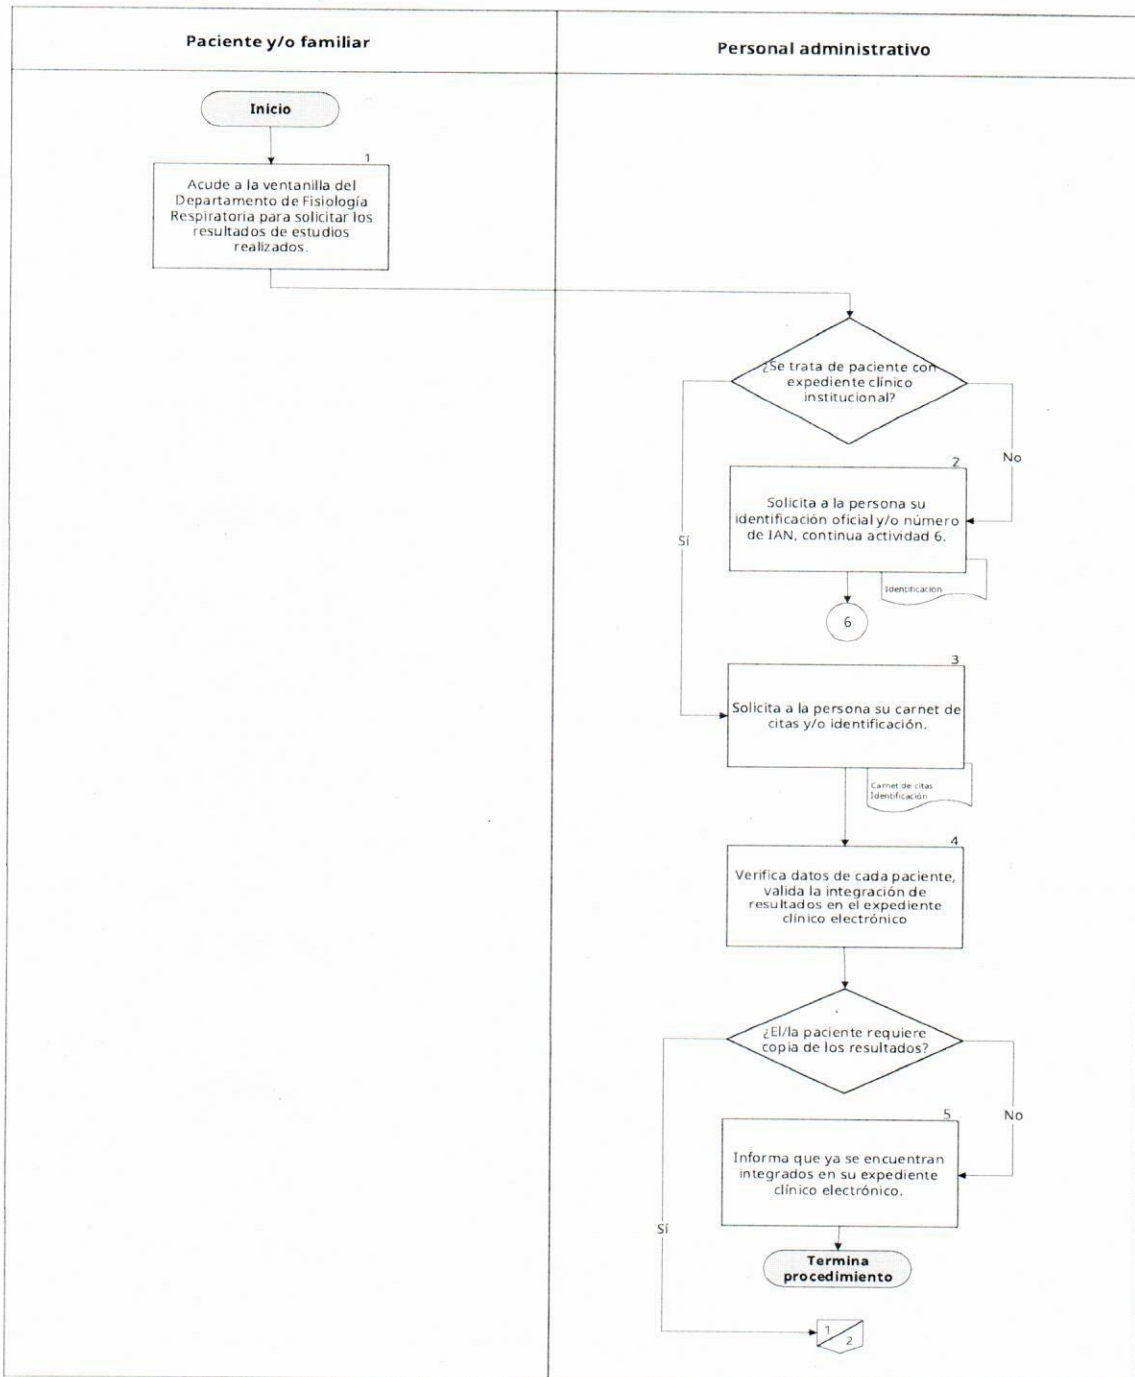 Paciente y/o familiar
Personal administrativo
Inicio
1
Acude a la ventanilla del
Departamento de Fisiología
Respiratoria para solicitar los
resultados de estudios
realizados.
¿Se trata de paciente con
expediente clínico
institucional?
No
Sí
2
Solicita a la persona su
identificación oficial y/o número
de IAN, continua actividad 6.
Identificación
6
3
Solicita a la persona su carnet de
citas y/o identificación.
Carnet de citas
Identificación
4
Verifica datos de cada paciente,
valida la integración de
resultados en el expediente
clínico electrónico
¿El/la paciente requiere
copia de los resultados?
No
Sí
5
Informa que ya se encuentran
integrados en su expediente
clínico electrónico.
Termina
procedimiento
1
2